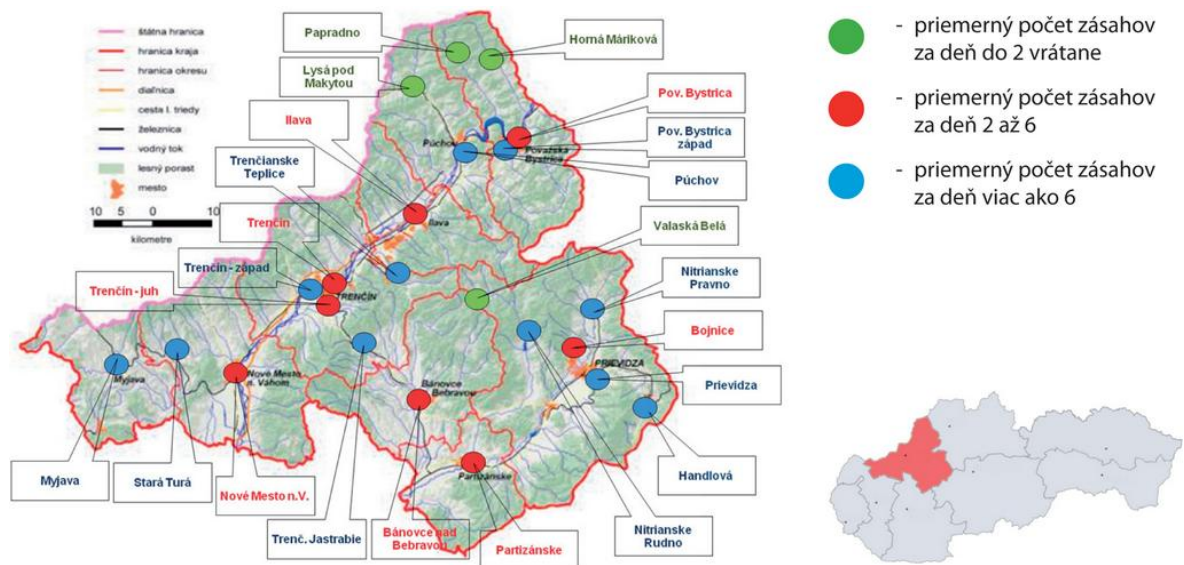 štátna hranica
hranica kraja
hranica okresu
diaľnica
cesta I. triedy
železnica
vodný tok
lesný porast
mesto
10 5 0 10
kilometre
Papradno
Horná Máriková
Lysá pod
Makytou
Pov. Bystrica
Ilava
Pov. Bystrica
západ
Trenčianske
Teplice
Púchov
Trenčín
Valaská Belá
Trenčín - západ
Nitrianske
Pravno
Trenčín - juh
Bojnice
Prievidza
Handlová
Myjava
Stará Turá
Nové Mesto n.V.
Trenč. Jastrabie
Bánovce nad
Bebravou
Partizánske
Nitrianske
Rudno
Púchov
Považská
Bystrica
Ilava
TRENČÍN
PRIEVIDZA
Myjava
Nové Mesto
n. Váhom
Bánovce
Bebravou
Partizánske
- priemerný počet zásahov
za deň do 2 vrátane
- priemerný počet zásahov
za deň 2 až 6
- priemerný počet zásahov
za deň viac ako 6